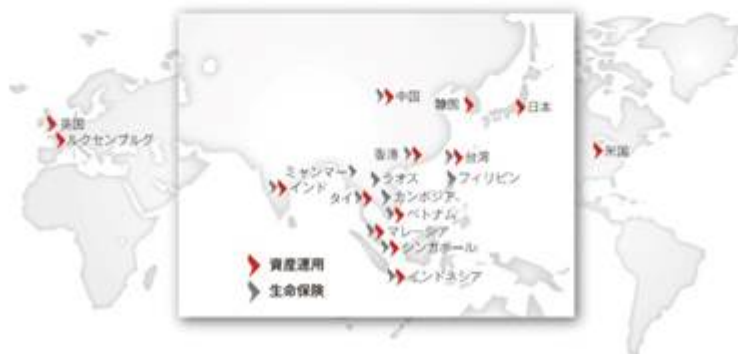 中国
韓国
日本
英国
ルクセンブルグ
香港
台湾
米国
ミャンマー
ラオス
フィリピン
インド
タイ
カンボジア
ベトナム
マレーシア
シンガポール
資産運用
生命保険
インドネシア